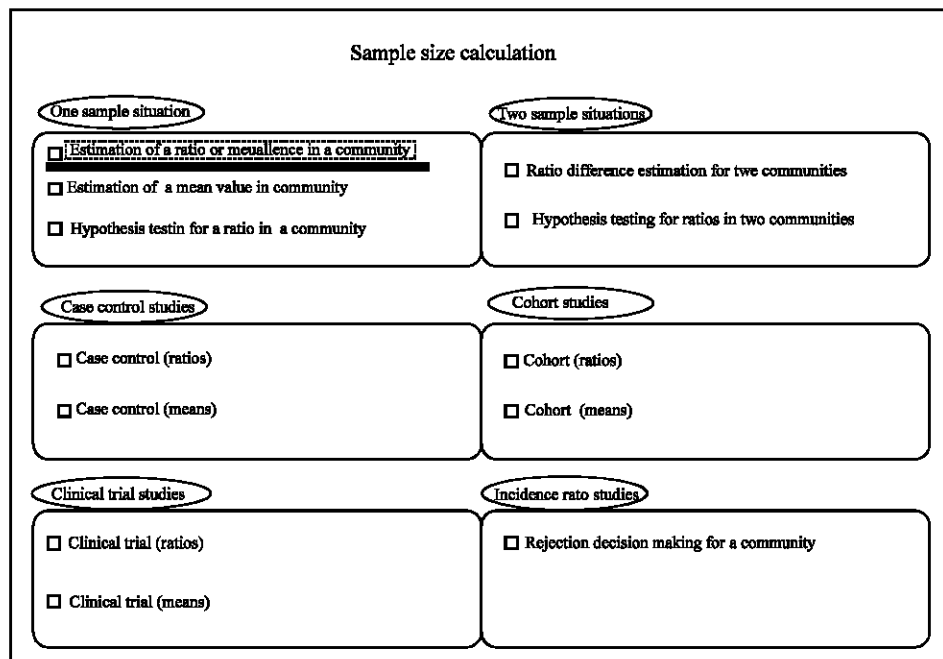 Sample size calculation
One sample situation
Estimation of a ratio or meuallence in a community
Estimation of a mean value in community
Hypothesis testin for a ratio in a community
Two sample situations
Ratio difference estimation for twe communities
Hypothesis testing for ratios in two communities
Case control studies
Case control (ratios)
Case control (means)
Cohort studies
Cohort (ratios)
Cohort (means)
Clinical trial studies
Clinical trial (ratios)
Clinical trial (means)
Incidence rato studies
Rejection decision making for a community